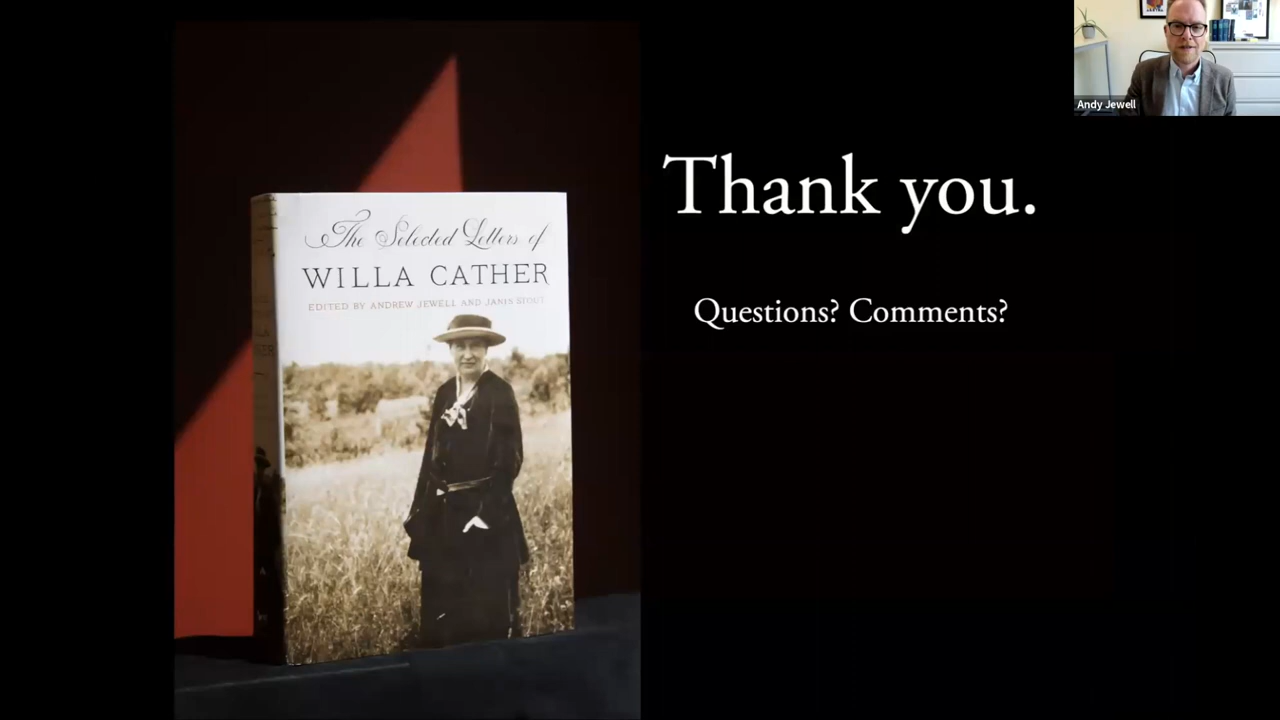 The Selected Letters of
WILLA CATHER
EDITED BY ANDREW JEWELL AND JANIS STOUT
Thank you.
Questions? Comments?
Andy Jewell